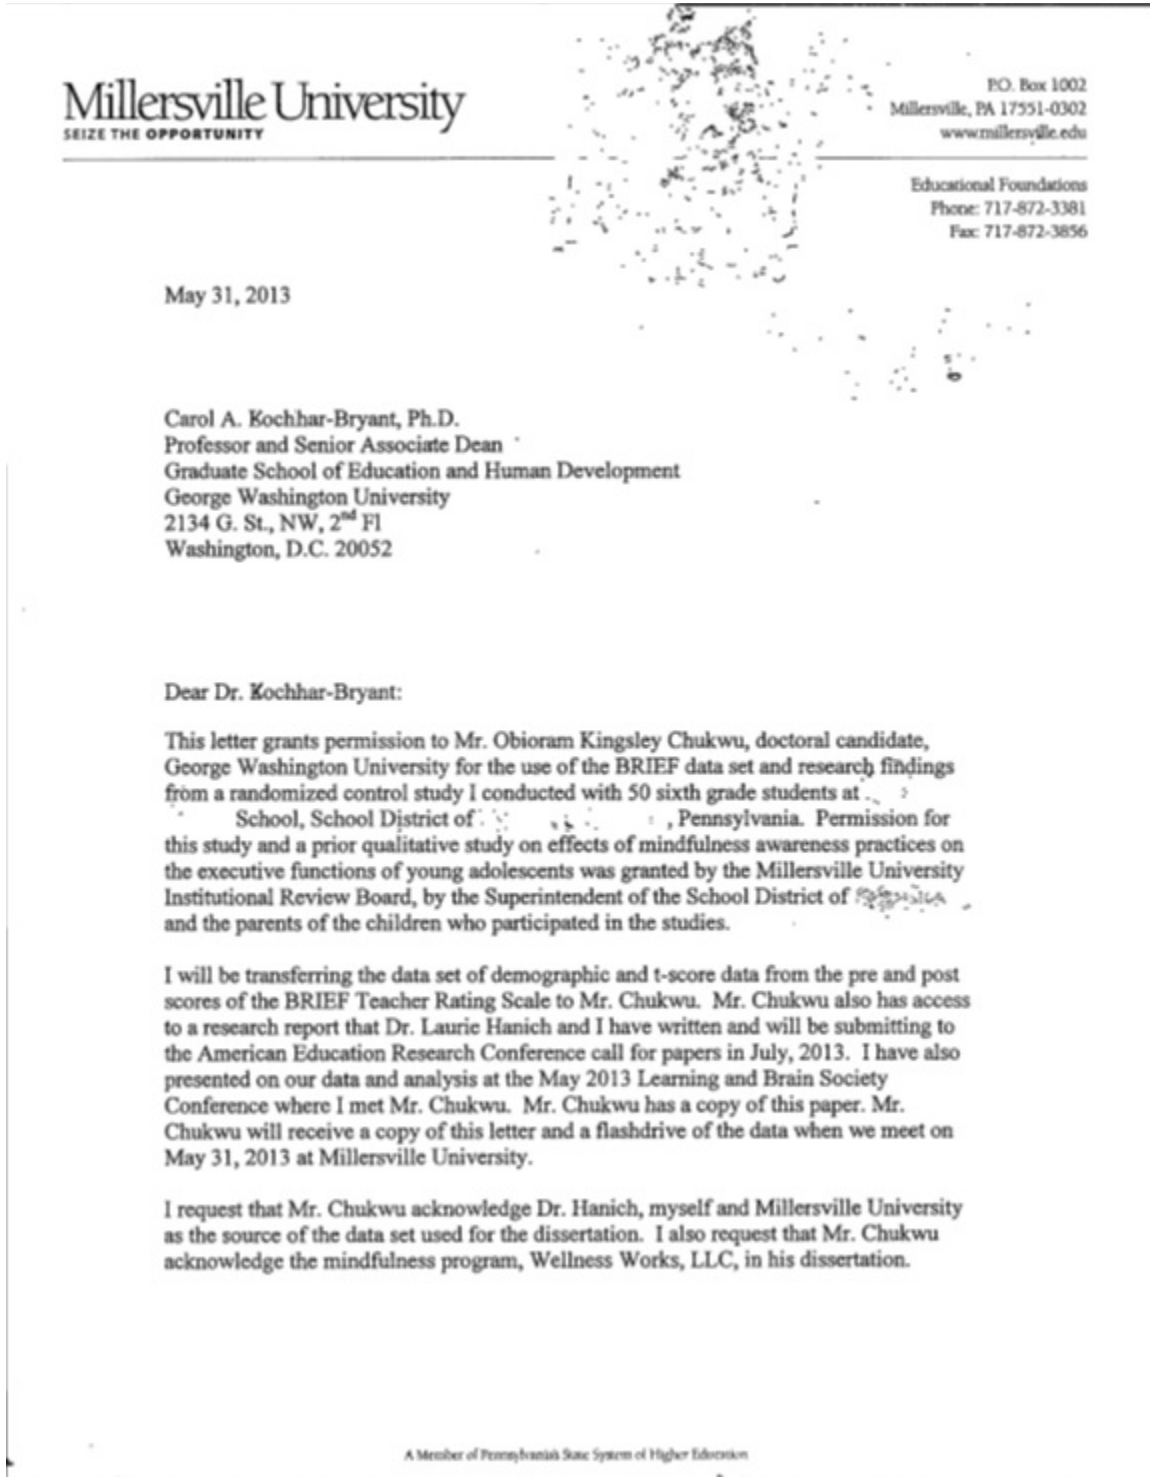 Millersville University
SEIZE THE OPPORTUNITY
P.O. Box 1002
Millersville, PA 17551-0302
www.millersville.edu
Educational Foundations
Phone: 717-872-3381
Fax: 717-872-3856
May 31, 2013
Carol A. Kochhar-Bryant, Ph.D.
Professor and Senior Associate Dean
Graduate School of Education and Human Development
George Washington University
2134 G. St., NW, 2nd Fl
Washington, D.C. 20052
Dear Dr. Kochhar-Bryant:
This letter grants permission to Mr. Obioram Kingsley Chukwu, doctoral candidate,
George Washington University for the use of the BRIEF data set and research findings
from a randomized control study I conducted with 50 sixth grade students at
School, School District of , Pennsylvania. Permission for
this study and a prior qualitative study on effects of mindfulness awareness practices on
the executive functions of young adolescents was granted by the Millersville University
Institutional Review Board, by the Superintendent of the School District of
and the parents of the children who participated in the studies.
I will be transferring the data set of demographic and t-score data from the pre and post
scores of the BRIEF Teacher Rating Scale to Mr. Chukwu. Mr. Chukwu also has access
to a research report that Dr. Laurie Hanich and I have written and will be submitting to
the American Education Research Conference call for papers in July, 2013. I have also
presented on our data and analysis at the May 2013 Learning and Brain Society
Conference where I met Mr. Chukwu. Mr. Chukwu has a copy of this paper. Mr.
Chukwu will receive a copy of this letter and a flashdrive of the data when we meet on
May 31, 2013 at Millersville University.
I request that Mr. Chukwu acknowledge Dr. Hanich, myself and Millersville University
as the source of the data set used for the dissertation. I also request that Mr. Chukwu
acknowledge the mindfulness program, Wellness Works, LLC, in his dissertation.
A Member of Pennsylvania's State System of Higher Education